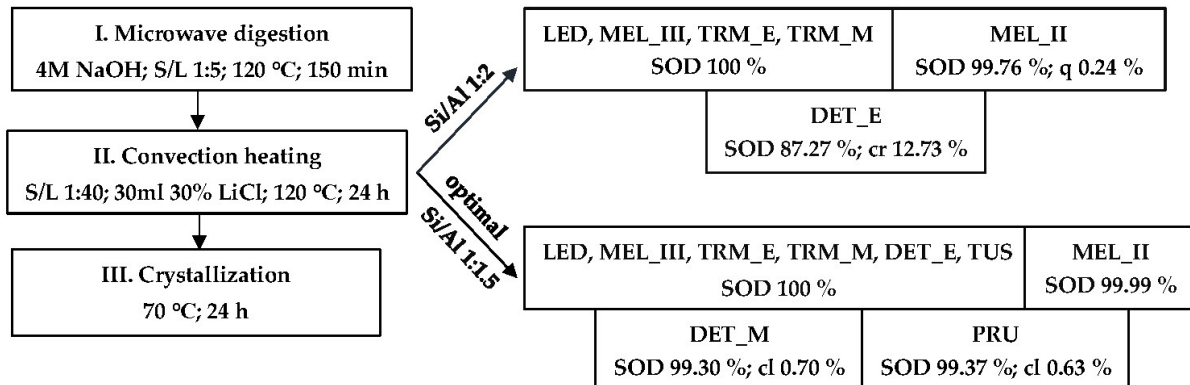 I. Microwave digestion
4M NaOH; S/L 1:5; 120 °C; 150 min
II. Convection heating
S/L 1:40; 30ml 30% LiCl; 120 °C; 24 h
III. Crystallization
70 °C; 24 h
Si/Al 1:2
LED, MEL_III, TRM_E, TRM_M
SOD 100 %
MEL_II
SOD 99.76 %; q 0.24 %
DET_E
SOD 87.27 %; cr 12.73 %
optimal
Si/Al 1:1.5
LED, MEL_III, TRM_E, TRM_M, DET_E, TUS
SOD 100 %
MEL_II
SOD 99.99 %
DET_M
SOD 99.30 %; cl 0.70 %
PRU
SOD 99.37 %; cl 0.63 %